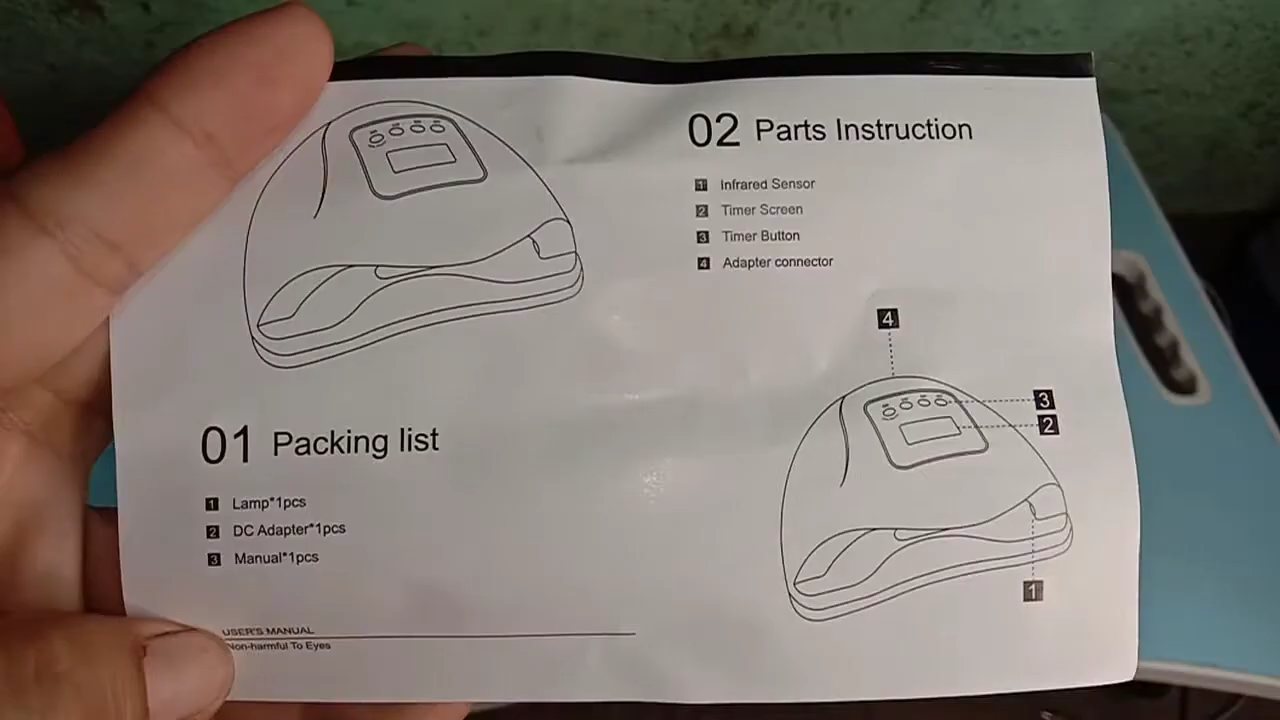 01 Packing list
1 Lamp*1pcs
2 DC Adapter*1pcs
3 Manual*1pcs
USER'S MANUAL
Non-harmful To Eyes
02 Parts Instruction
1 Infrared Sensor
2 Timer Screen
3 Timer Button
4 Adapter connector
4
3
2
1